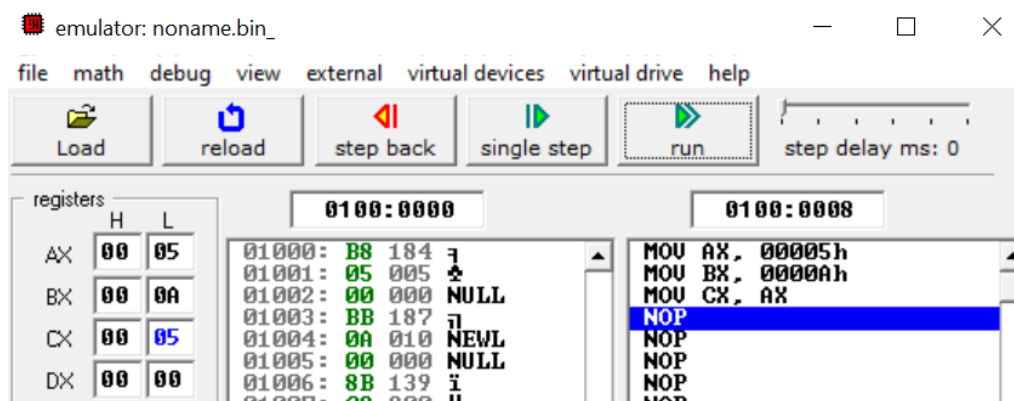 emulator: noname.bin_
file math debug view external virtual devices virtual drive help
Load reload step back single step run step delay ms: 0
registers
H L
AX 00 05
BX 00 0A
CX 00 05
DX 00 00
0100:0000
01000: B8 184 ╕
01001: 05 005 ♣
01002: 00 000 NULL
01003: BB 187 ╗
01004: 0A 010 NEWL
01005: 00 000 NULL
01006: 8B 139 ï
0100:0008
MOV AX, 00005h
MOV BX, 0000Ah
MOV CX, AX
NOP
NOP
NOP
NOP